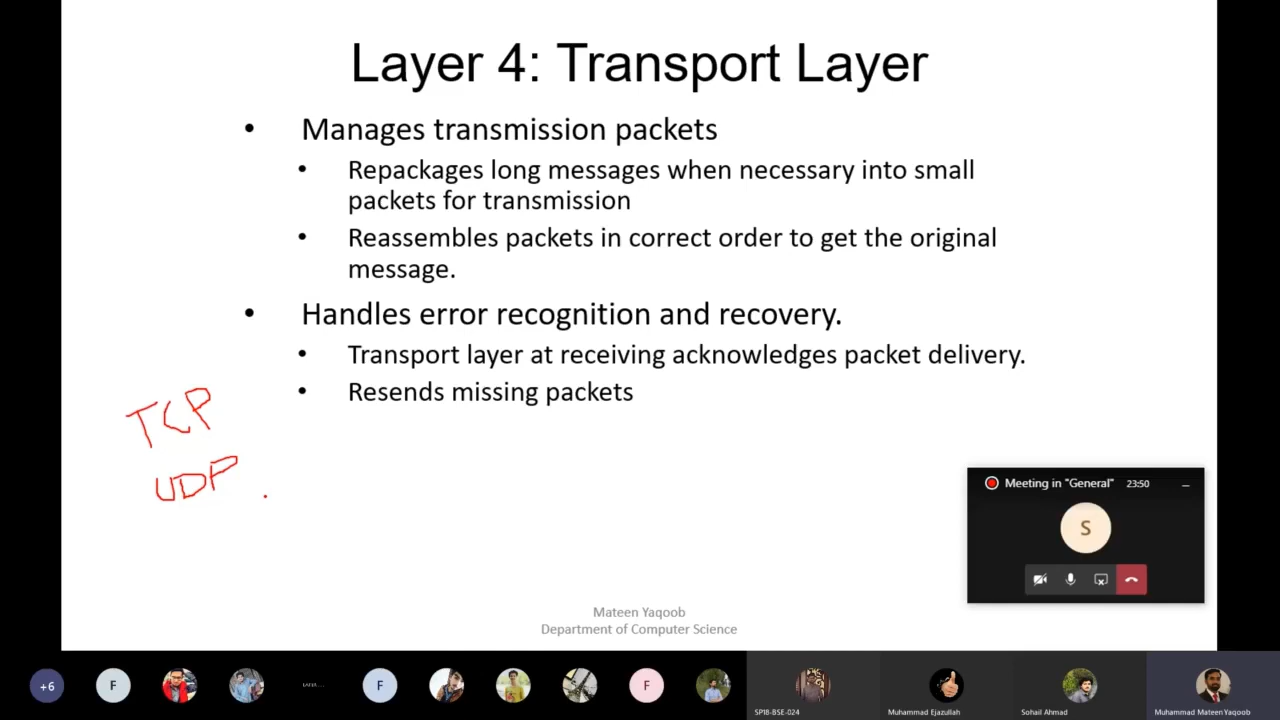 Layer 4: Transport Layer
• Manages transmission packets
• Repackages long messages when necessary into small
packets for transmission
• Reassembles packets in correct order to get the original
message.
• Handles error recognition and recovery.
• Transport layer at receiving acknowledges packet delivery.
• Resends missing packets
TCP
UDP
Meeting in "General" 23:50
S
Mateen Yaqoob
Department of Computer Science
+6
F
F
F
SP18-BSE-024
Muhammad Ejazullah
Sohail Ahmad
Muhammad Mateen Yaqoob